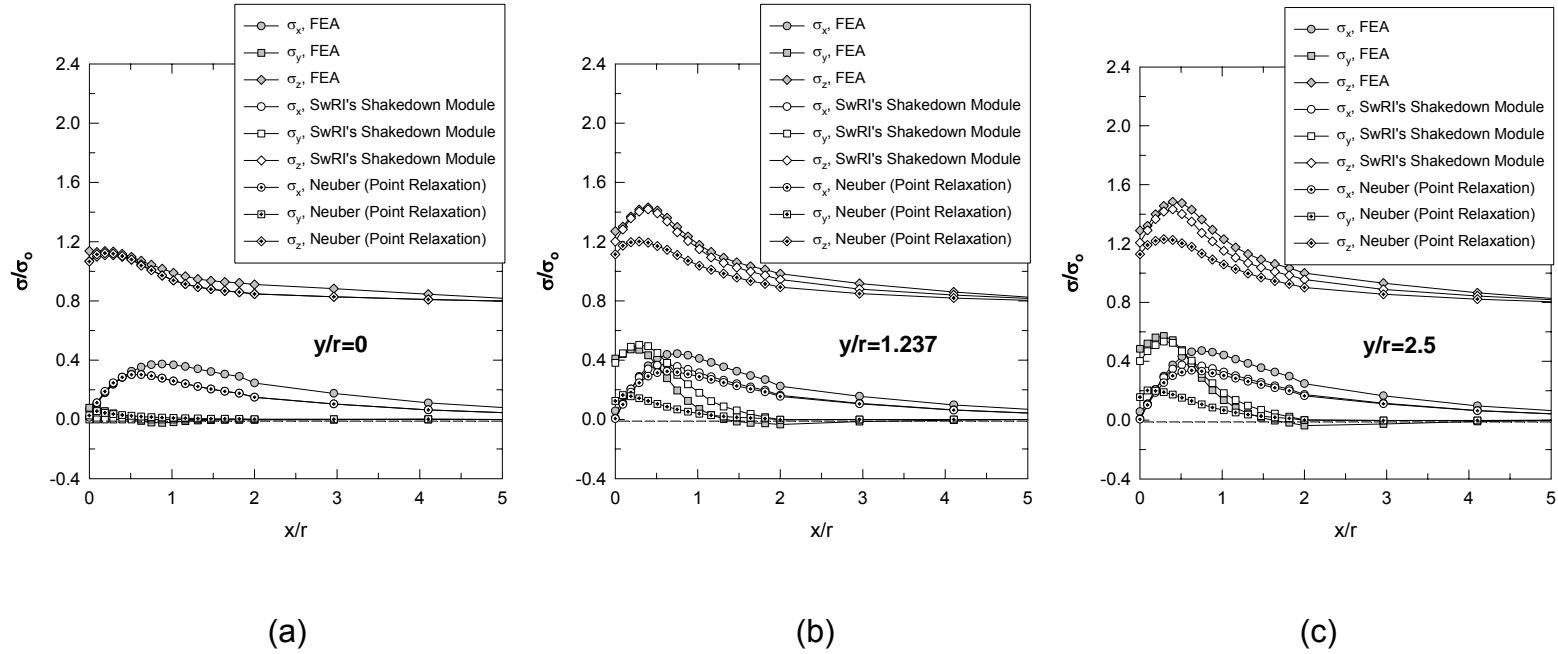 σx, FEA
σy, FEA
σz, FEA
σx, SwRI's Shakedown Module
σy, SwRI's Shakedown Module
σz, SwRI's Shakedown Module
σx, Neuber (Point Relaxation)
σy, Neuber (Point Relaxation)
σz, Neuber (Point Relaxation)
2.4
2.0
1.6
1.2
0.8
0.4
0.0
-0.4
σ/σo
y/r=0
0 1 2 3 4 5
x/r
(a)
σx, FEA
σy, FEA
σz, FEA
σx, SwRI's Shakedown Module
σy, SwRI's Shakedown Module
σz, SwRI's Shakedown Module
σx, Neuber (Point Relaxation)
σy, Neuber (Point Relaxation)
σz, Neuber (Point Relaxation)
2.4
2.0
1.6
1.2
0.8
0.4
0.0
-0.4
σ/σo
y/r=1.237
0 1 2 3 4 5
x/r
(b)
σx, FEA
σy, FEA
σz, FEA
σx, SwRI's Shakedown Module
σy, SwRI's Shakedown Module
σz, SwRI's Shakedown Module
σx, Neuber (Point Relaxation)
σy, Neuber (Point Relaxation)
σz, Neuber (Point Relaxation)
2.4
2.0
1.6
1.2
0.8
0.4
0.0
-0.4
σ/σo
y/r=2.5
0 1 2 3 4 5
x/r
(c)